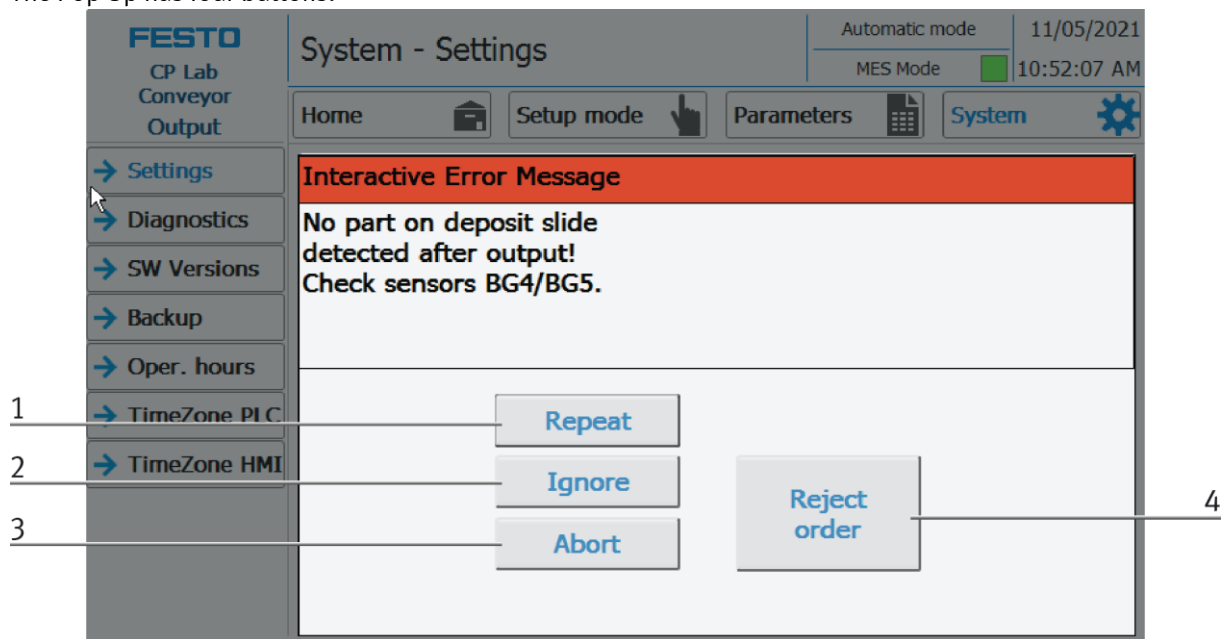 The Pop Up has four buttons:
FESTO
CP Lab
Conveyor
Output
System - Settings
Automatic mode
MES Mode
11/05/2021
10:52:07 AM
Home
Setup mode
Parameters
System
Settings
Diagnostics
SW Versions
Backup
Oper. hours
TimeZone PLC
TimeZone HMI
Interactive Error Message
No part on deposit slide
detected after output!
Check sensors BG4/BG5.
1
Repeat
2
Ignore
3
Abort
Reject
order
4